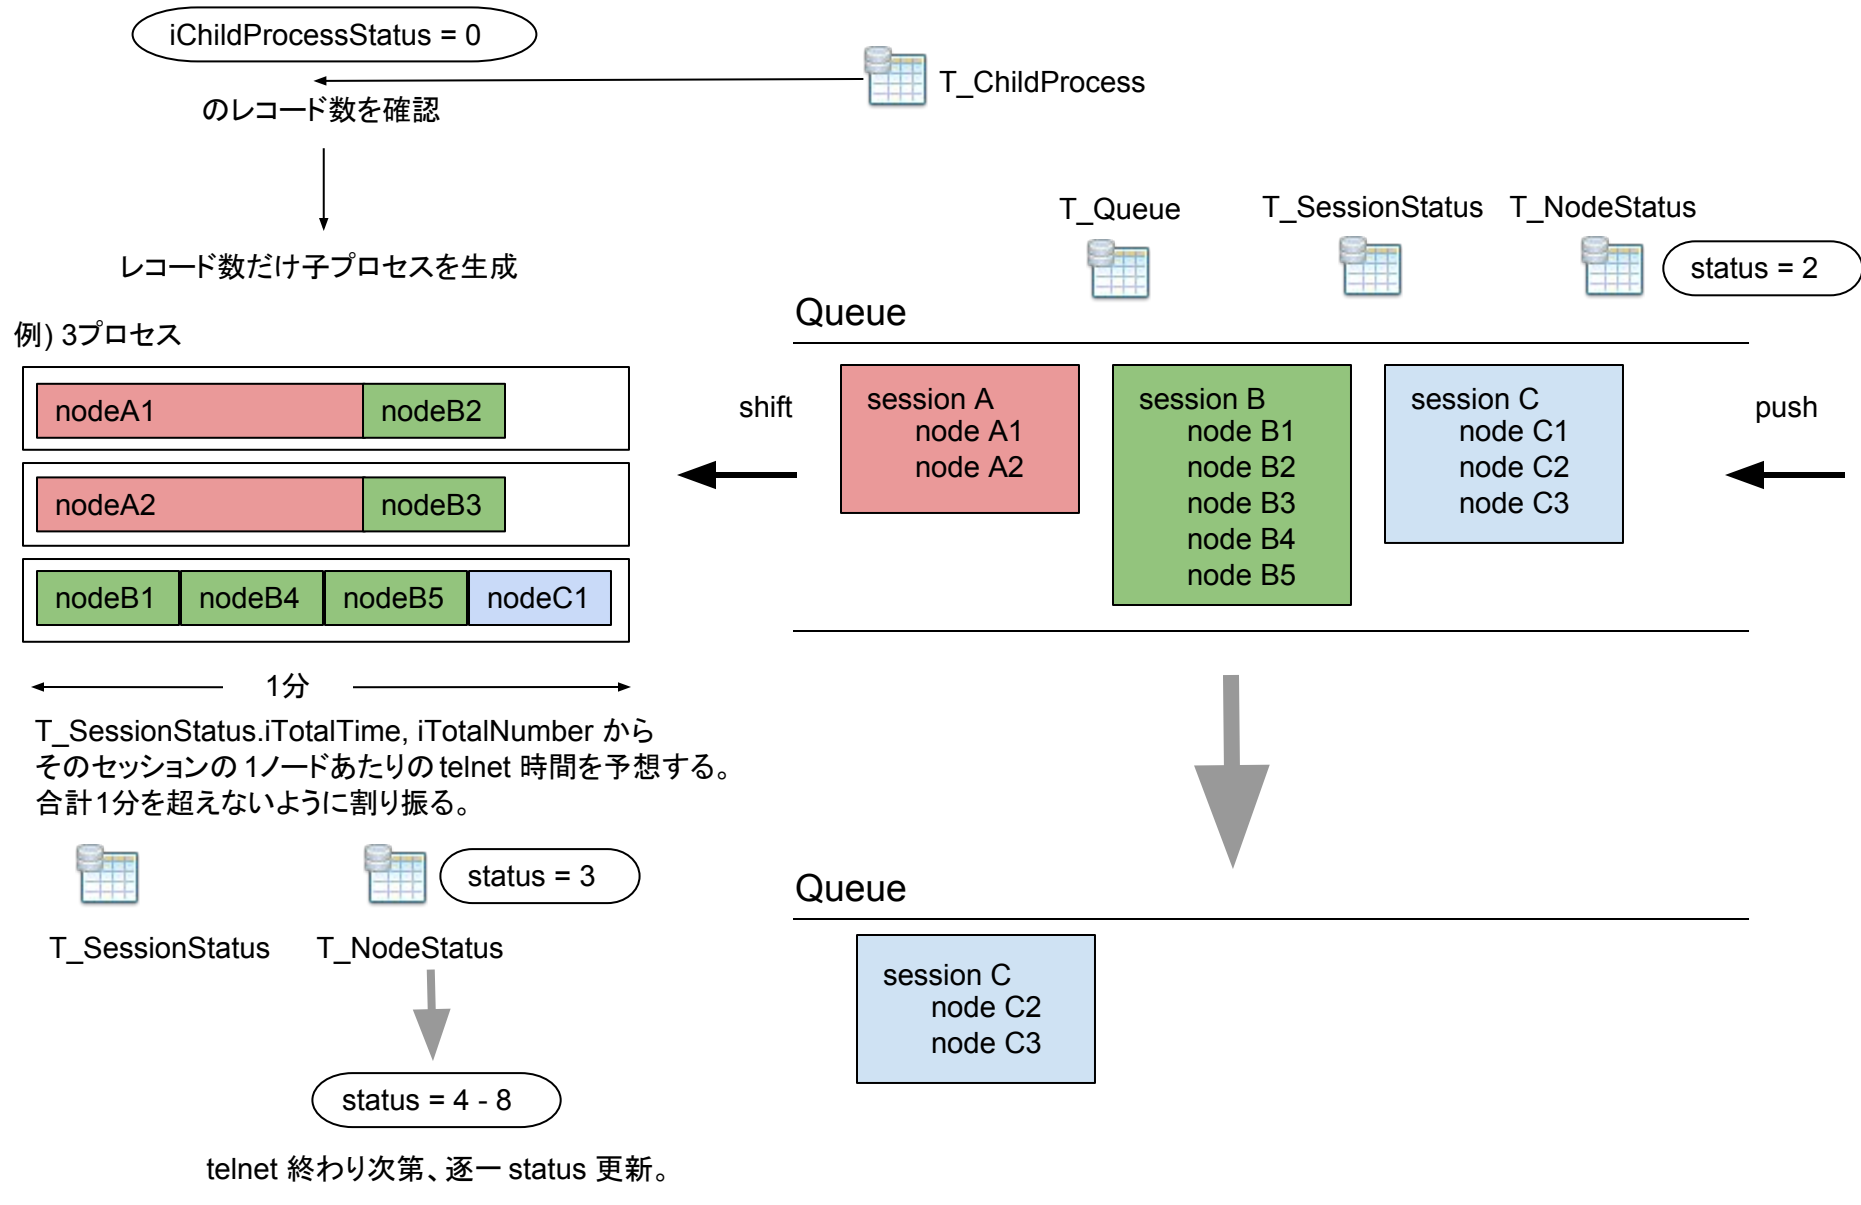 iChildProcessStatus = 0
T_ChildProcess
のレコード数を確認
レコード数だけ子プロセスを生成
例) 3プロセス
nodeA1
nodeB2
nodeA2
nodeB3
nodeB1
nodeB4
nodeB5
nodeC1
1分
T_SessionStatus.iTotalTime, iTotalNumber から
そのセッションの 1ノードあたりの telnet 時間を予想する。
合計1分を超えないように割り振る。
status = 3
T_SessionStatus
T_NodeStatus
status = 4 - 8
telnet 終わり次第、逐一 status 更新。
T_Queue
T_SessionStatus
T_NodeStatus
status = 2
Queue
shift
session A
node A1
node A2
session B
node B1
node B2
node B3
node B4
node B5
session C
node C1
node C2
node C3
push
Queue
session C
node C2
node C3